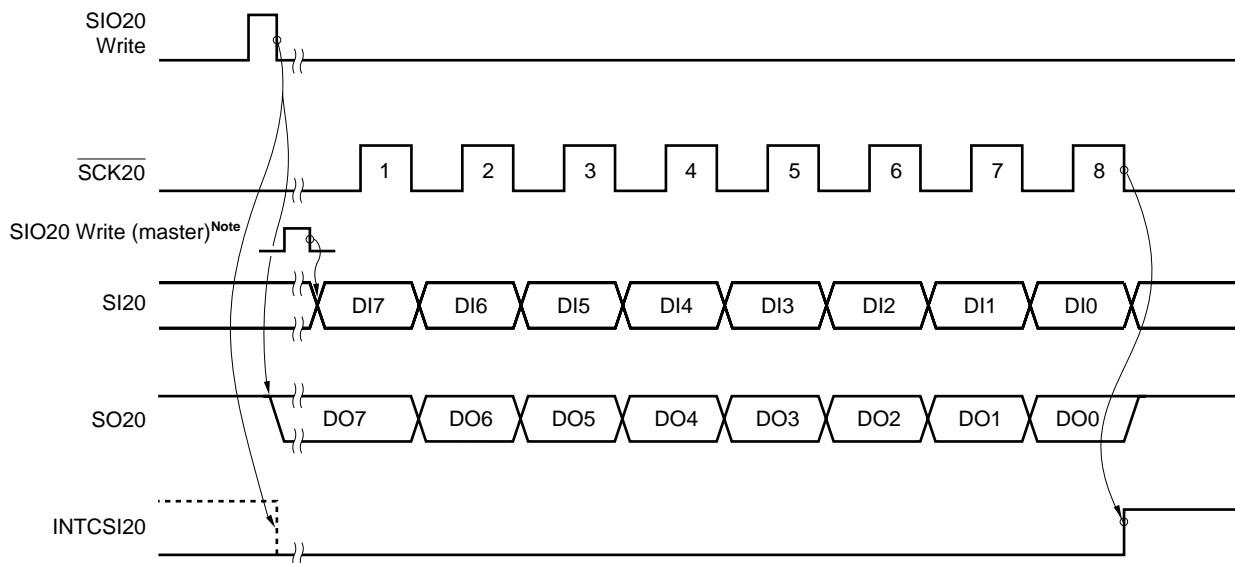 SIO20
Write
SCK20
1 2 3 4 5 6 7 8
SIO20 Write (master)Note
SI20
DI7 DI6 DI5 DI4 DI3 DI2 DI1 DI0
SO20
DO7 DO6 DO5 DO4 DO3 DO2 DO1 DO0
INTCSI20